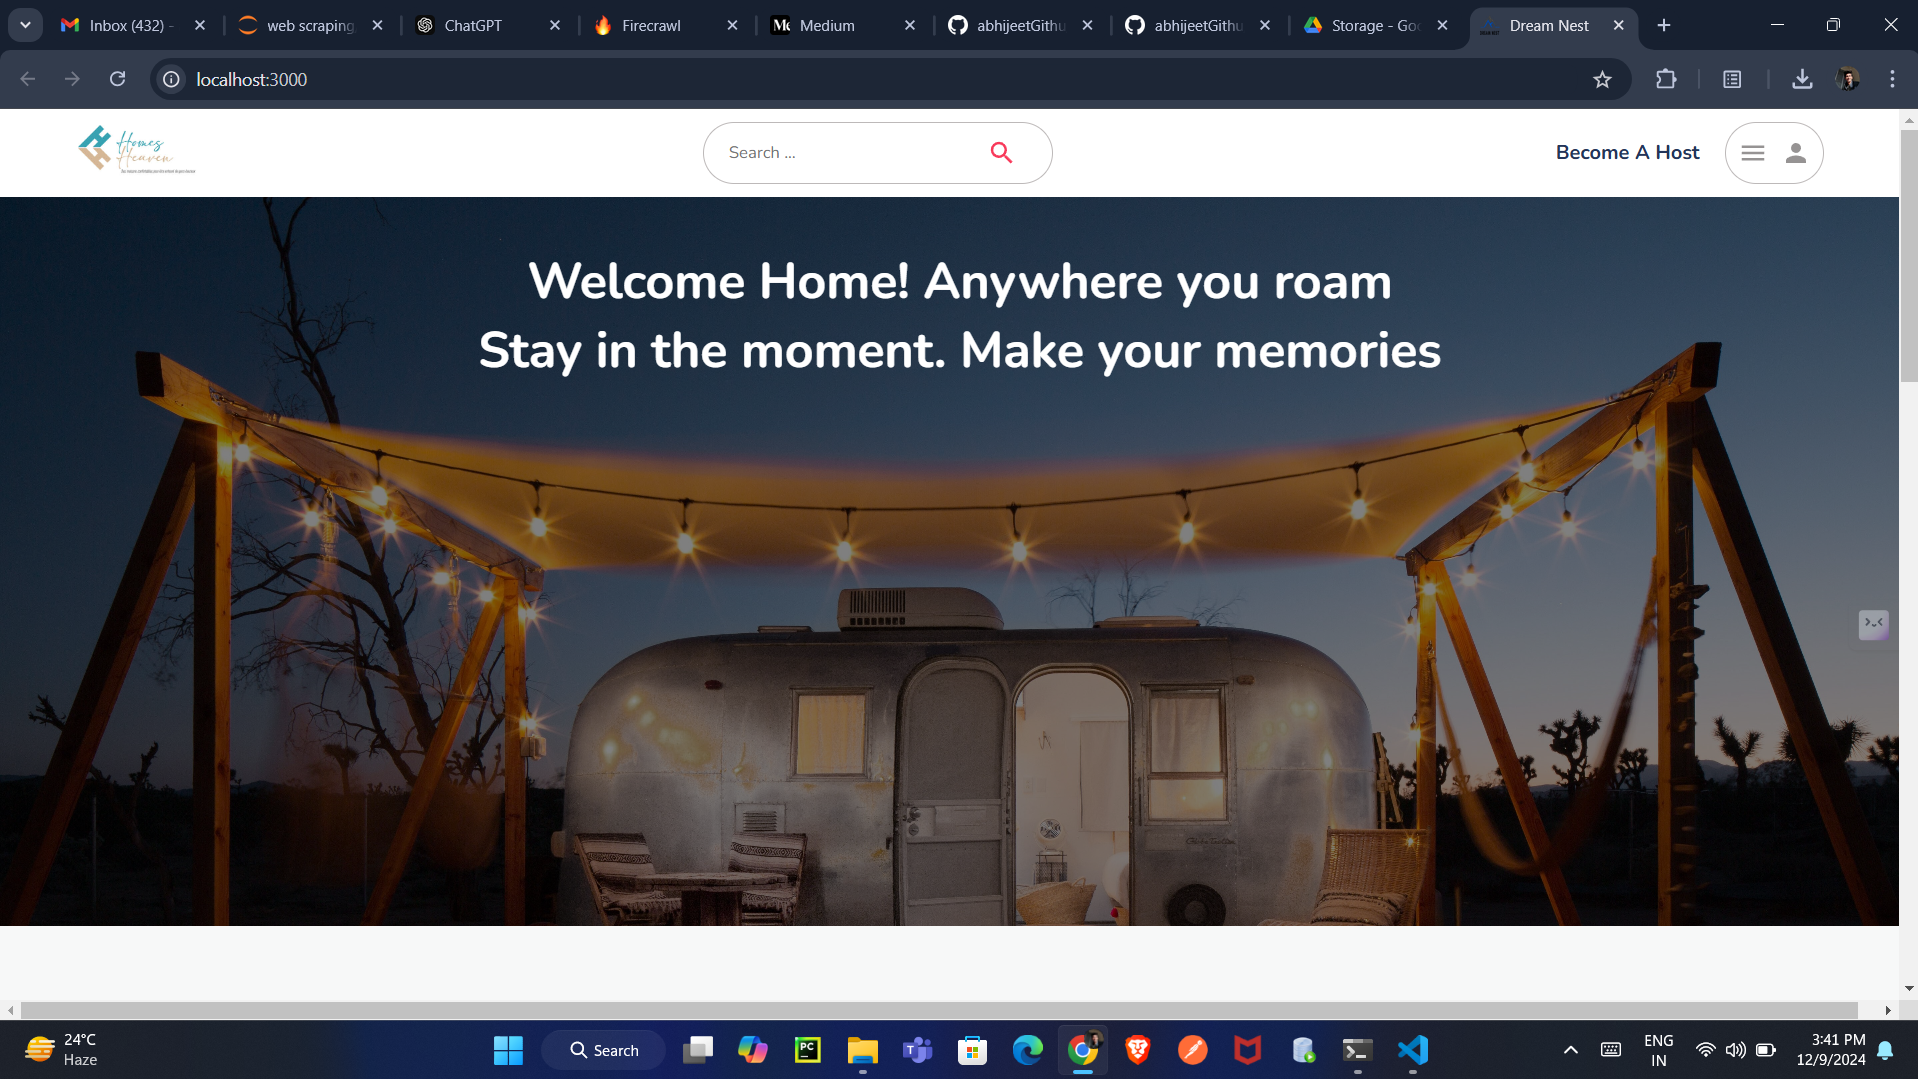 Inbox (432) -
web scraping
ChatGPT
Firecrawl
Medium
abhijeetGithu
abhijeetGithu
Storage - Goo
Dream Nest
localhost:3000
Homes
Heaven
Search ...
Become A Host
Welcome Home! Anywhere you roam
Stay in the moment. Make your memories
24°C
Haze
Search
ENG
IN
3:41 PM
12/9/2024